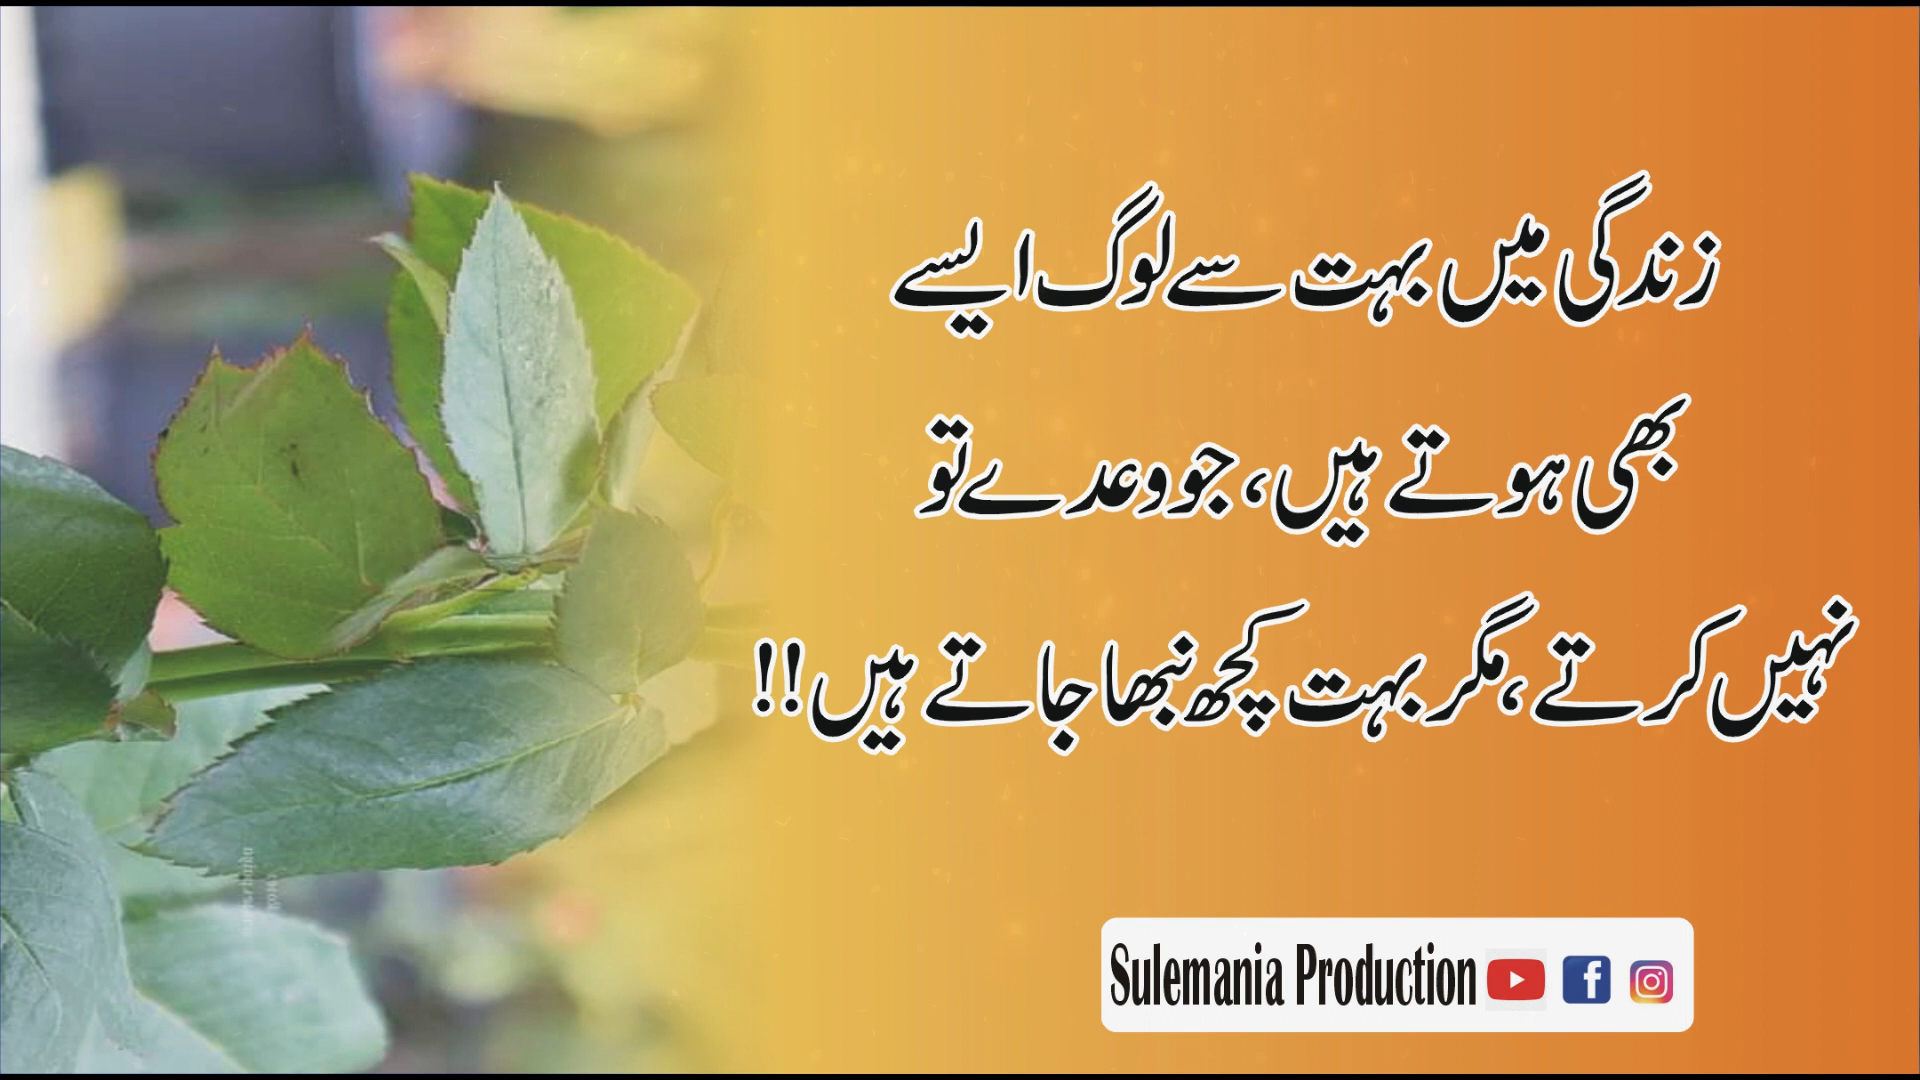 زندگی میں بہت سے لوگ ایسے
بھی ہوتے ہیں، جو وعدے تو
نہیں کرتے ،مگر بہت کچھ نبھا جاتے ہیں!!
Sulemania Production